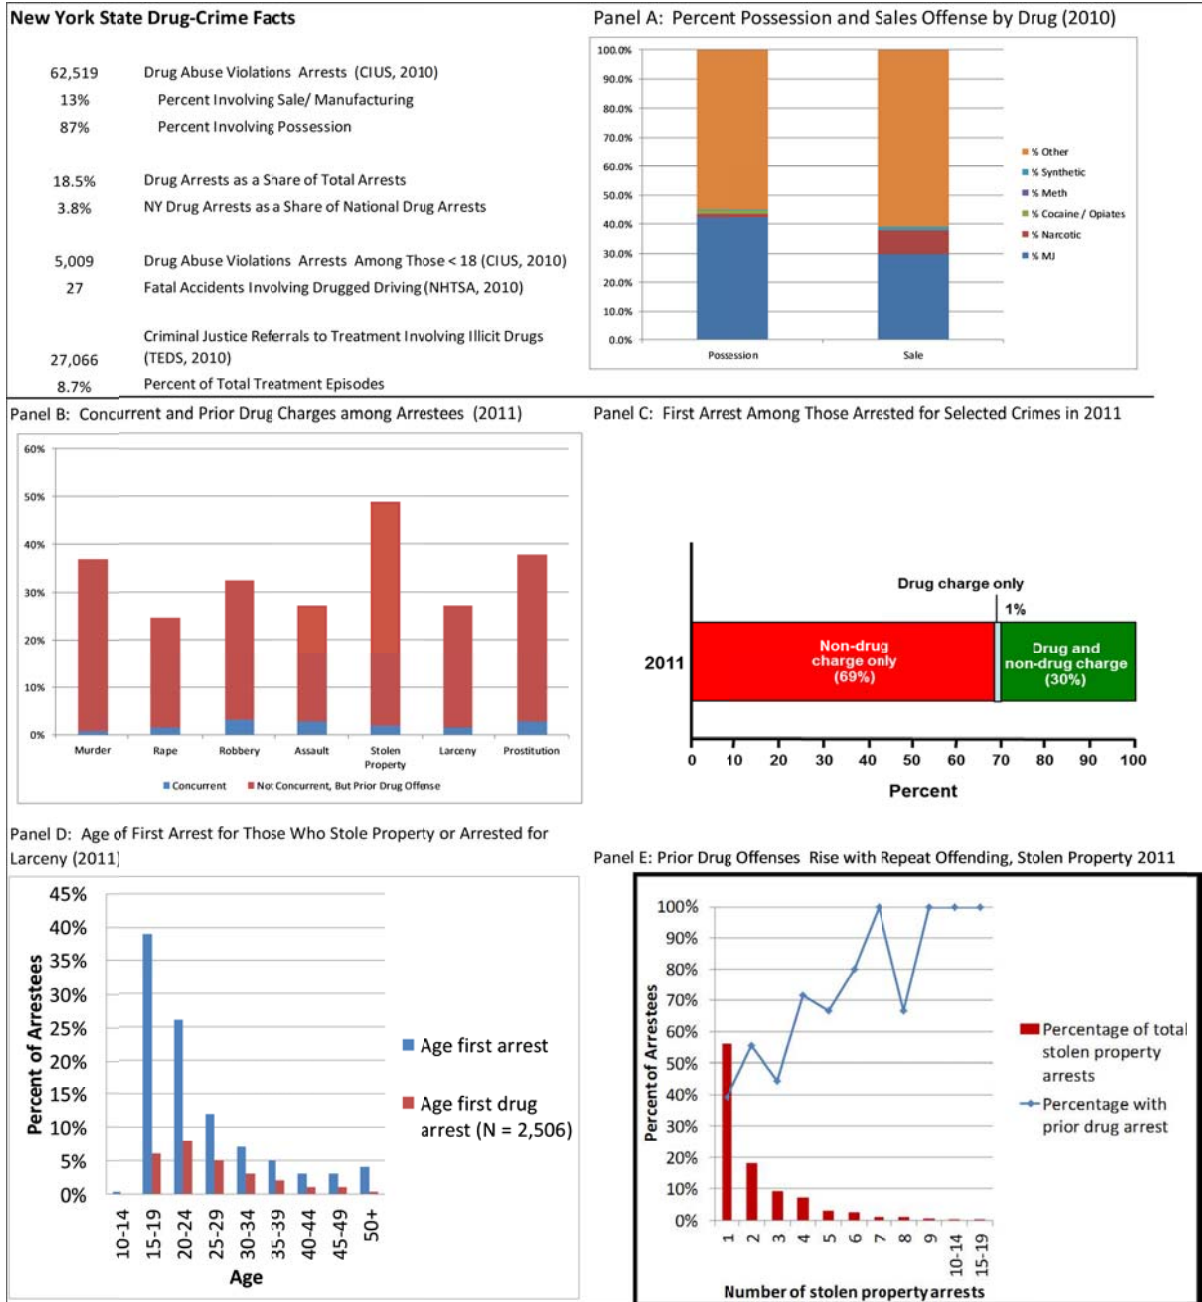 New York State Drug-Crime Facts
62,519 Drug Abuse Violations Arrests (CIUS, 2010)
13% Percent Involving Sale/ Manufacturing
87% Percent Involving Possession
18.5% Drug Arrests as a Share of Total Arrests
3.8% NY Drug Arrests as a Share of National Drug Arrests
5,009 Drug Abuse Violations Arrests Among Those < 18 (CIUS, 2010)
27 Fatal Accidents Involving Drugged Driving (NHTSA, 2010)
Criminal Justice Referrals to Treatment Involving Illicit Drugs
27,066 (TEDS, 2010)
8.7% Percent of Total Treatment Episodes
Panel A: Percent Possession and Sales Offense by Drug (2010)
100.0%
90.0%
80.0%
70.0%
60.0%
50.0%
40.0%
30.0%
20.0%
10.0%
0.0%
Possession Sale
% Other
% Synthetic
% Meth
% Cocaine / Opiates
% Narcotic
% MJ
Panel B: Concurrent and Prior Drug Charges among Arrestees (2011)
60%
50%
40%
30%
20%
10%
0%
Murder Rape Robbery Assault Stolen Property Larceny Prostitution
Concurrent No: Concurrent, But Prior Drug Offense
Panel C: First Arrest Among Those Arrested for Selected Crimes in 2011
Drug charge only
1%
2011
Non-drug
charge only
(69%)
Drug and
non-drug charge
(30%)
0 10 20 30 40 50 60 70 80 90 100
Percent
Panel D: Age of First Arrest for Those Who Stole Property or Arrested for
Larceny (2011)
45%
40%
35%
30%
25%
20%
15%
10%
5%
0%
Percent of Arrestees
10-14 15-19 20-24 25-29 30-34 35-39 40-44 45-49 50+
Age
Age first arrest
Age first drug
arrest (N = 2,506)
Panel E: Prior Drug Offenses Rise with Repeat Offending, Stolen Property 2011
100%
90%
80%
70%
60%
50%
40%
30%
20%
10%
0%
Percent of Arrestees
1 2 3 4 5 6 7 8 9 10-14 15-19
Number of stolen property arrests
Percentage of total
stolen property
arrests
Percentage with
prior drug arrest